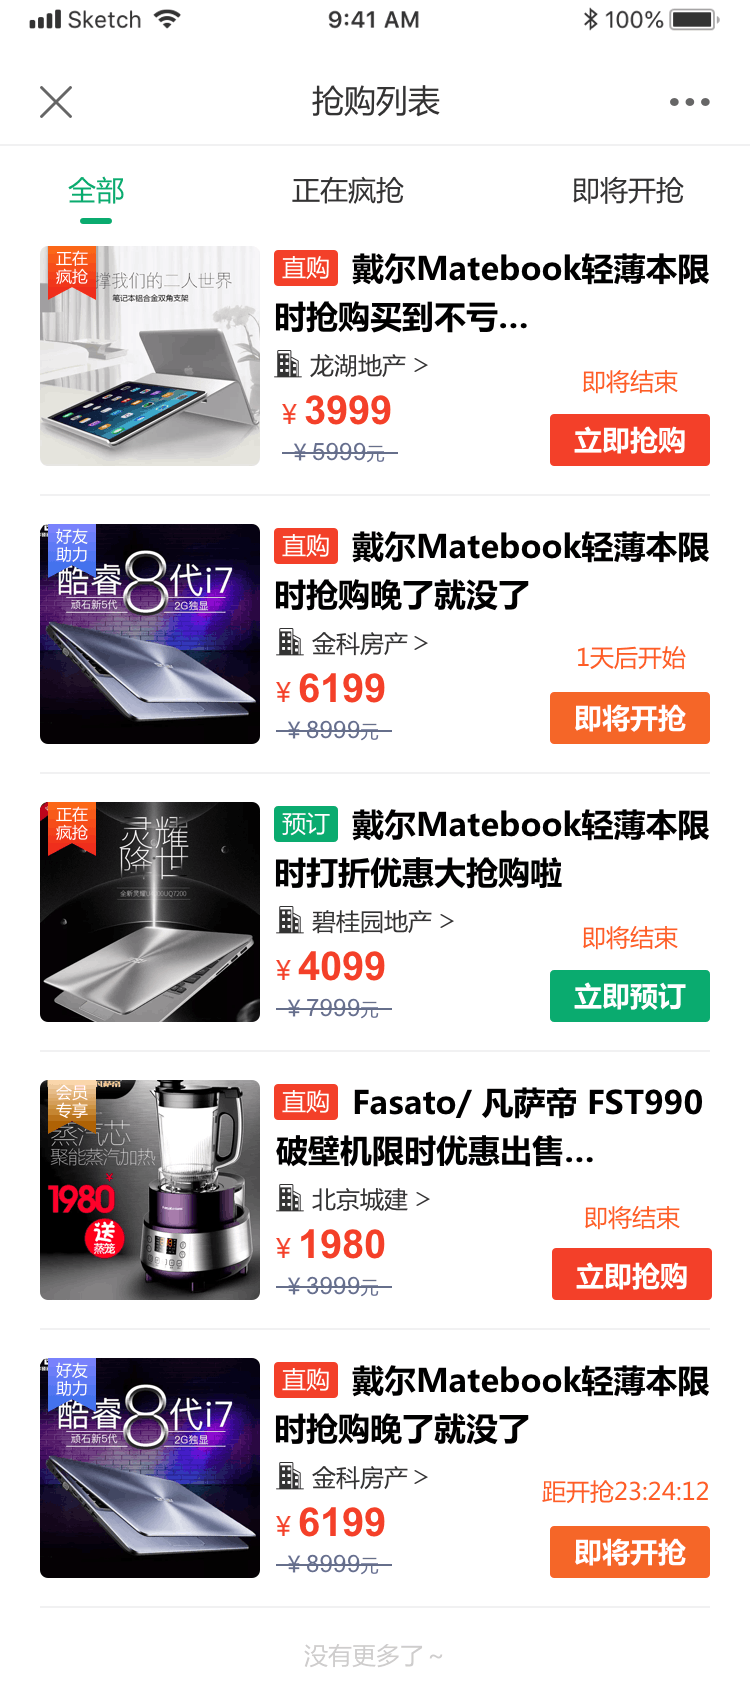 Sketch 9:41 AM 100%
抢购列表
全部 正在疯抢 即将开抢
正在
疯抢
撑我们的二人世界
笔记本铝合金双角支架
直购 戴尔Matebook轻薄本限
时抢购买到不亏...
龙湖地产 >
即将结束
¥ 3999
立即抢购
¥ 5999元
好友
助力
酷睿8代i7
顽石新5代 2G独显
直购 戴尔Matebook轻薄本限
时抢购晚了就没了
金科房产 >
1天后开始
¥ 6199
即将开抢
¥ 8999元
正在
疯抢
灵耀
降世
预订 戴尔Matebook轻薄本限
时打折优惠大抢购啦
碧桂园地产 >
即将结束
¥ 4099
立即预订
¥ 7999元
会员
专享
蒸汽芯
聚能蒸汽加热
1980
送
蒸笼
直购 Fasato/ 凡萨帝 FST990
破壁机限时优惠出售...
北京城建 >
即将结束
¥ 1980
立即抢购
¥ 3999元
好友
助力
酷睿8代i7
顽石新5代 2G独显
直购 戴尔Matebook轻薄本限
时抢购晚了就没了
金科房产 >
距开抢23:24:12
¥ 6199
即将开抢
¥ 8999元
没有更多了 ~